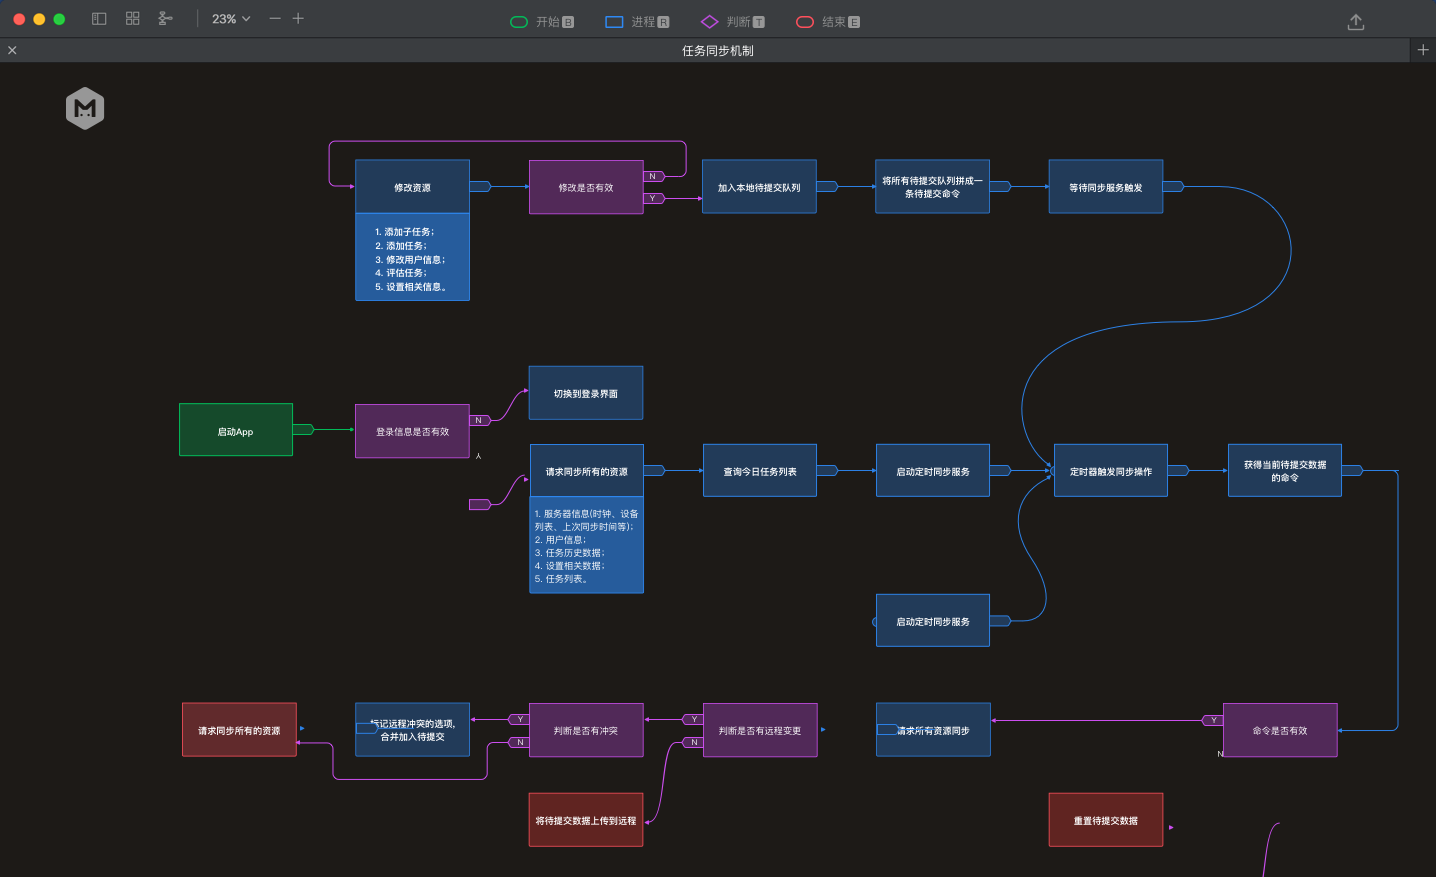 23%
开始 B
进程 R
判断 T
结束 E
任务同步机制
修改资源
修改是否有效
N
Y
加入本地待提交队列
将所有待提交队列拼成一
条待提交命令
等待同步服务触发
1. 添加子任务；
2. 添加任务；
3. 修改用户信息；
4. 评估任务；
5. 设置相关信息。
切换到登录界面
启动App
登录信息是否有效
N
请求同步所有的资源
查询今日任务列表
启动定时同步服务
定时器触发同步操作
获得当前待提交数据
的命令
1. 服务器信息(时钟、设备
列表、上次同步时间等)；
2. 用户信息；
3. 任务历史数据；
4. 设置相关数据；
5. 任务列表。
启动定时同步服务
请求同步所有的资源
标记远程冲突的选项，
合并加入待提交
Y
N
判断是否有冲突
Y
N
判断是否有远程变更
请求所有资源同步
Y
N
命令是否有效
将待提交数据上传到远程
重置待提交数据